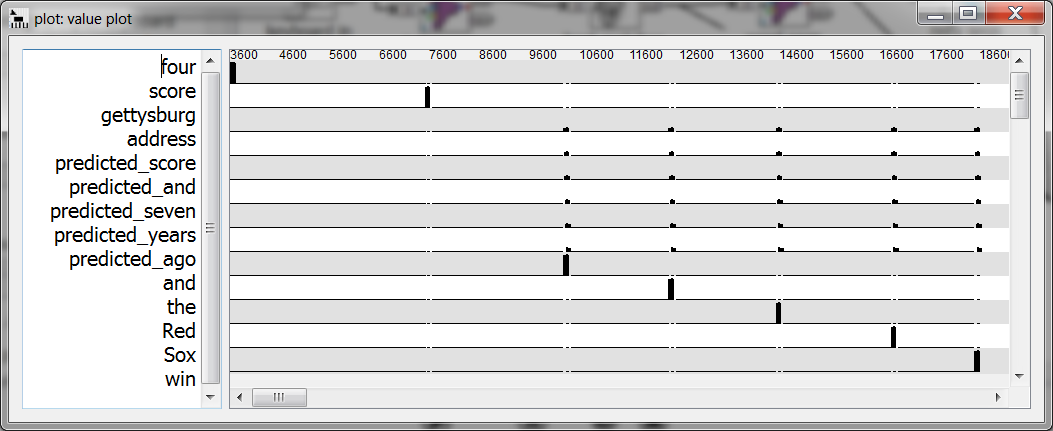 plot: value plot
3600 4600 5600 6600 7600 8600 9600 10600 11600 12600 13600 14600 15600 16600 17600
four
score
gettysburg
address
predicted_score
predicted_and
predicted_seven
predicted_years
predicted_ago
and
the
Red
Sox
win